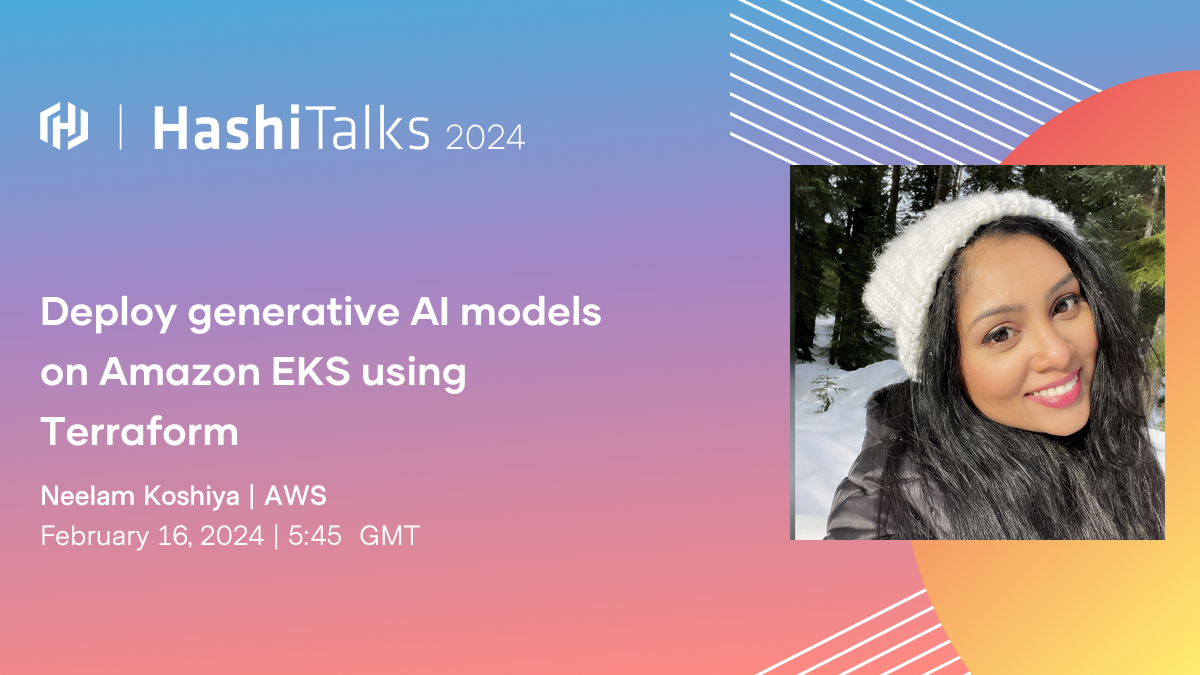 HashiTalks 2024
Deploy generative AI models
on Amazon EKS using
Terraform
Neelam Koshiya | AWS
February 16, 2024 | 5:45 GMT